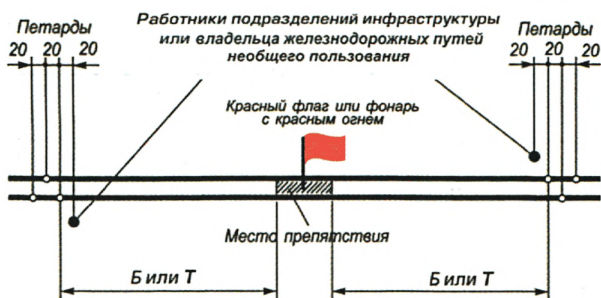 Петарды
20 20 20
Работники подразделений инфраструктуры
или владельца железнодорожных путей
необщего пользования
Петарды
20 20 20
Красный флаг или фонарь
с красным огнем
Место препятствия
Б или Т
Б или Т